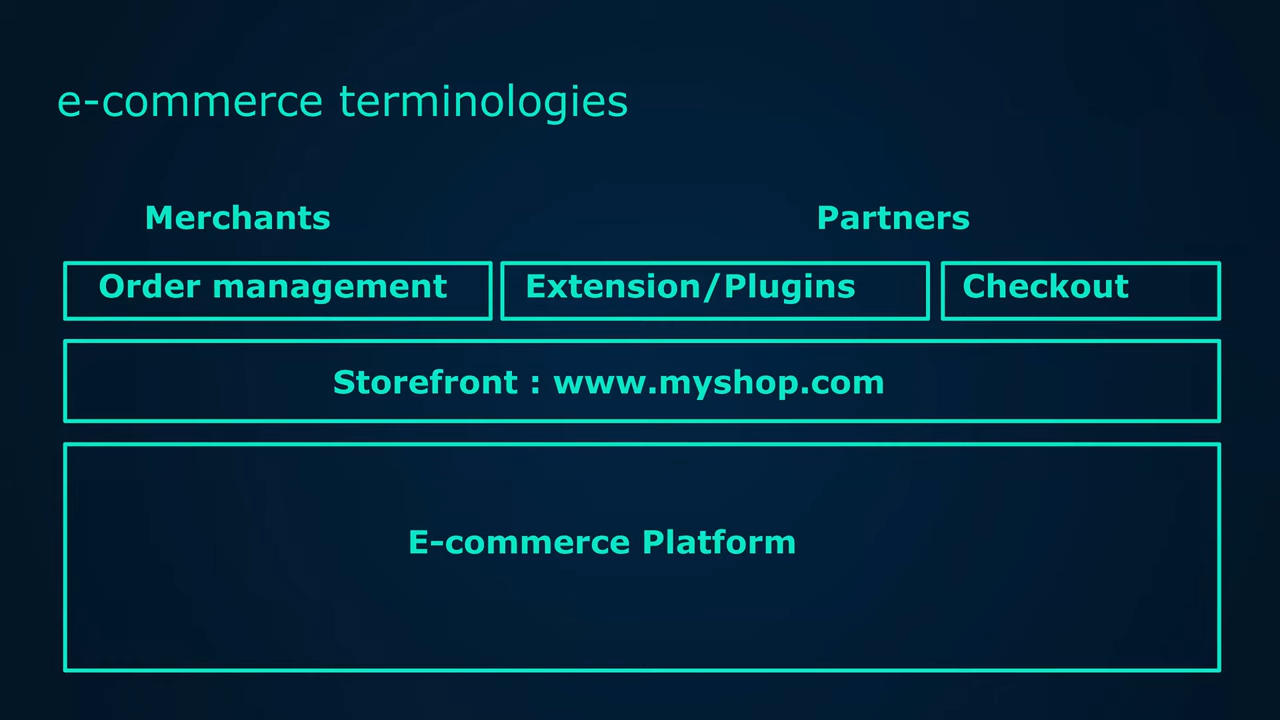 e-commerce terminologies
Merchants
Partners
Order management
Extension/Plugins
Checkout
Storefront : www.myshop.com
E-commerce Platform